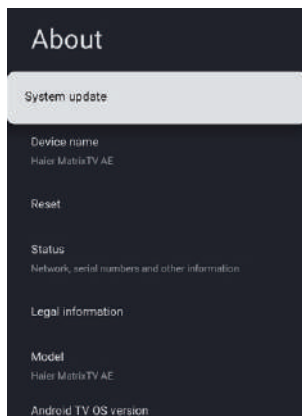 About
System update
Device name
Haier MatrixTV AE
Reset
Status
Network, serial numbers and other information
Legal information
Model
Haier MatrixTV AE
Android TV OS version